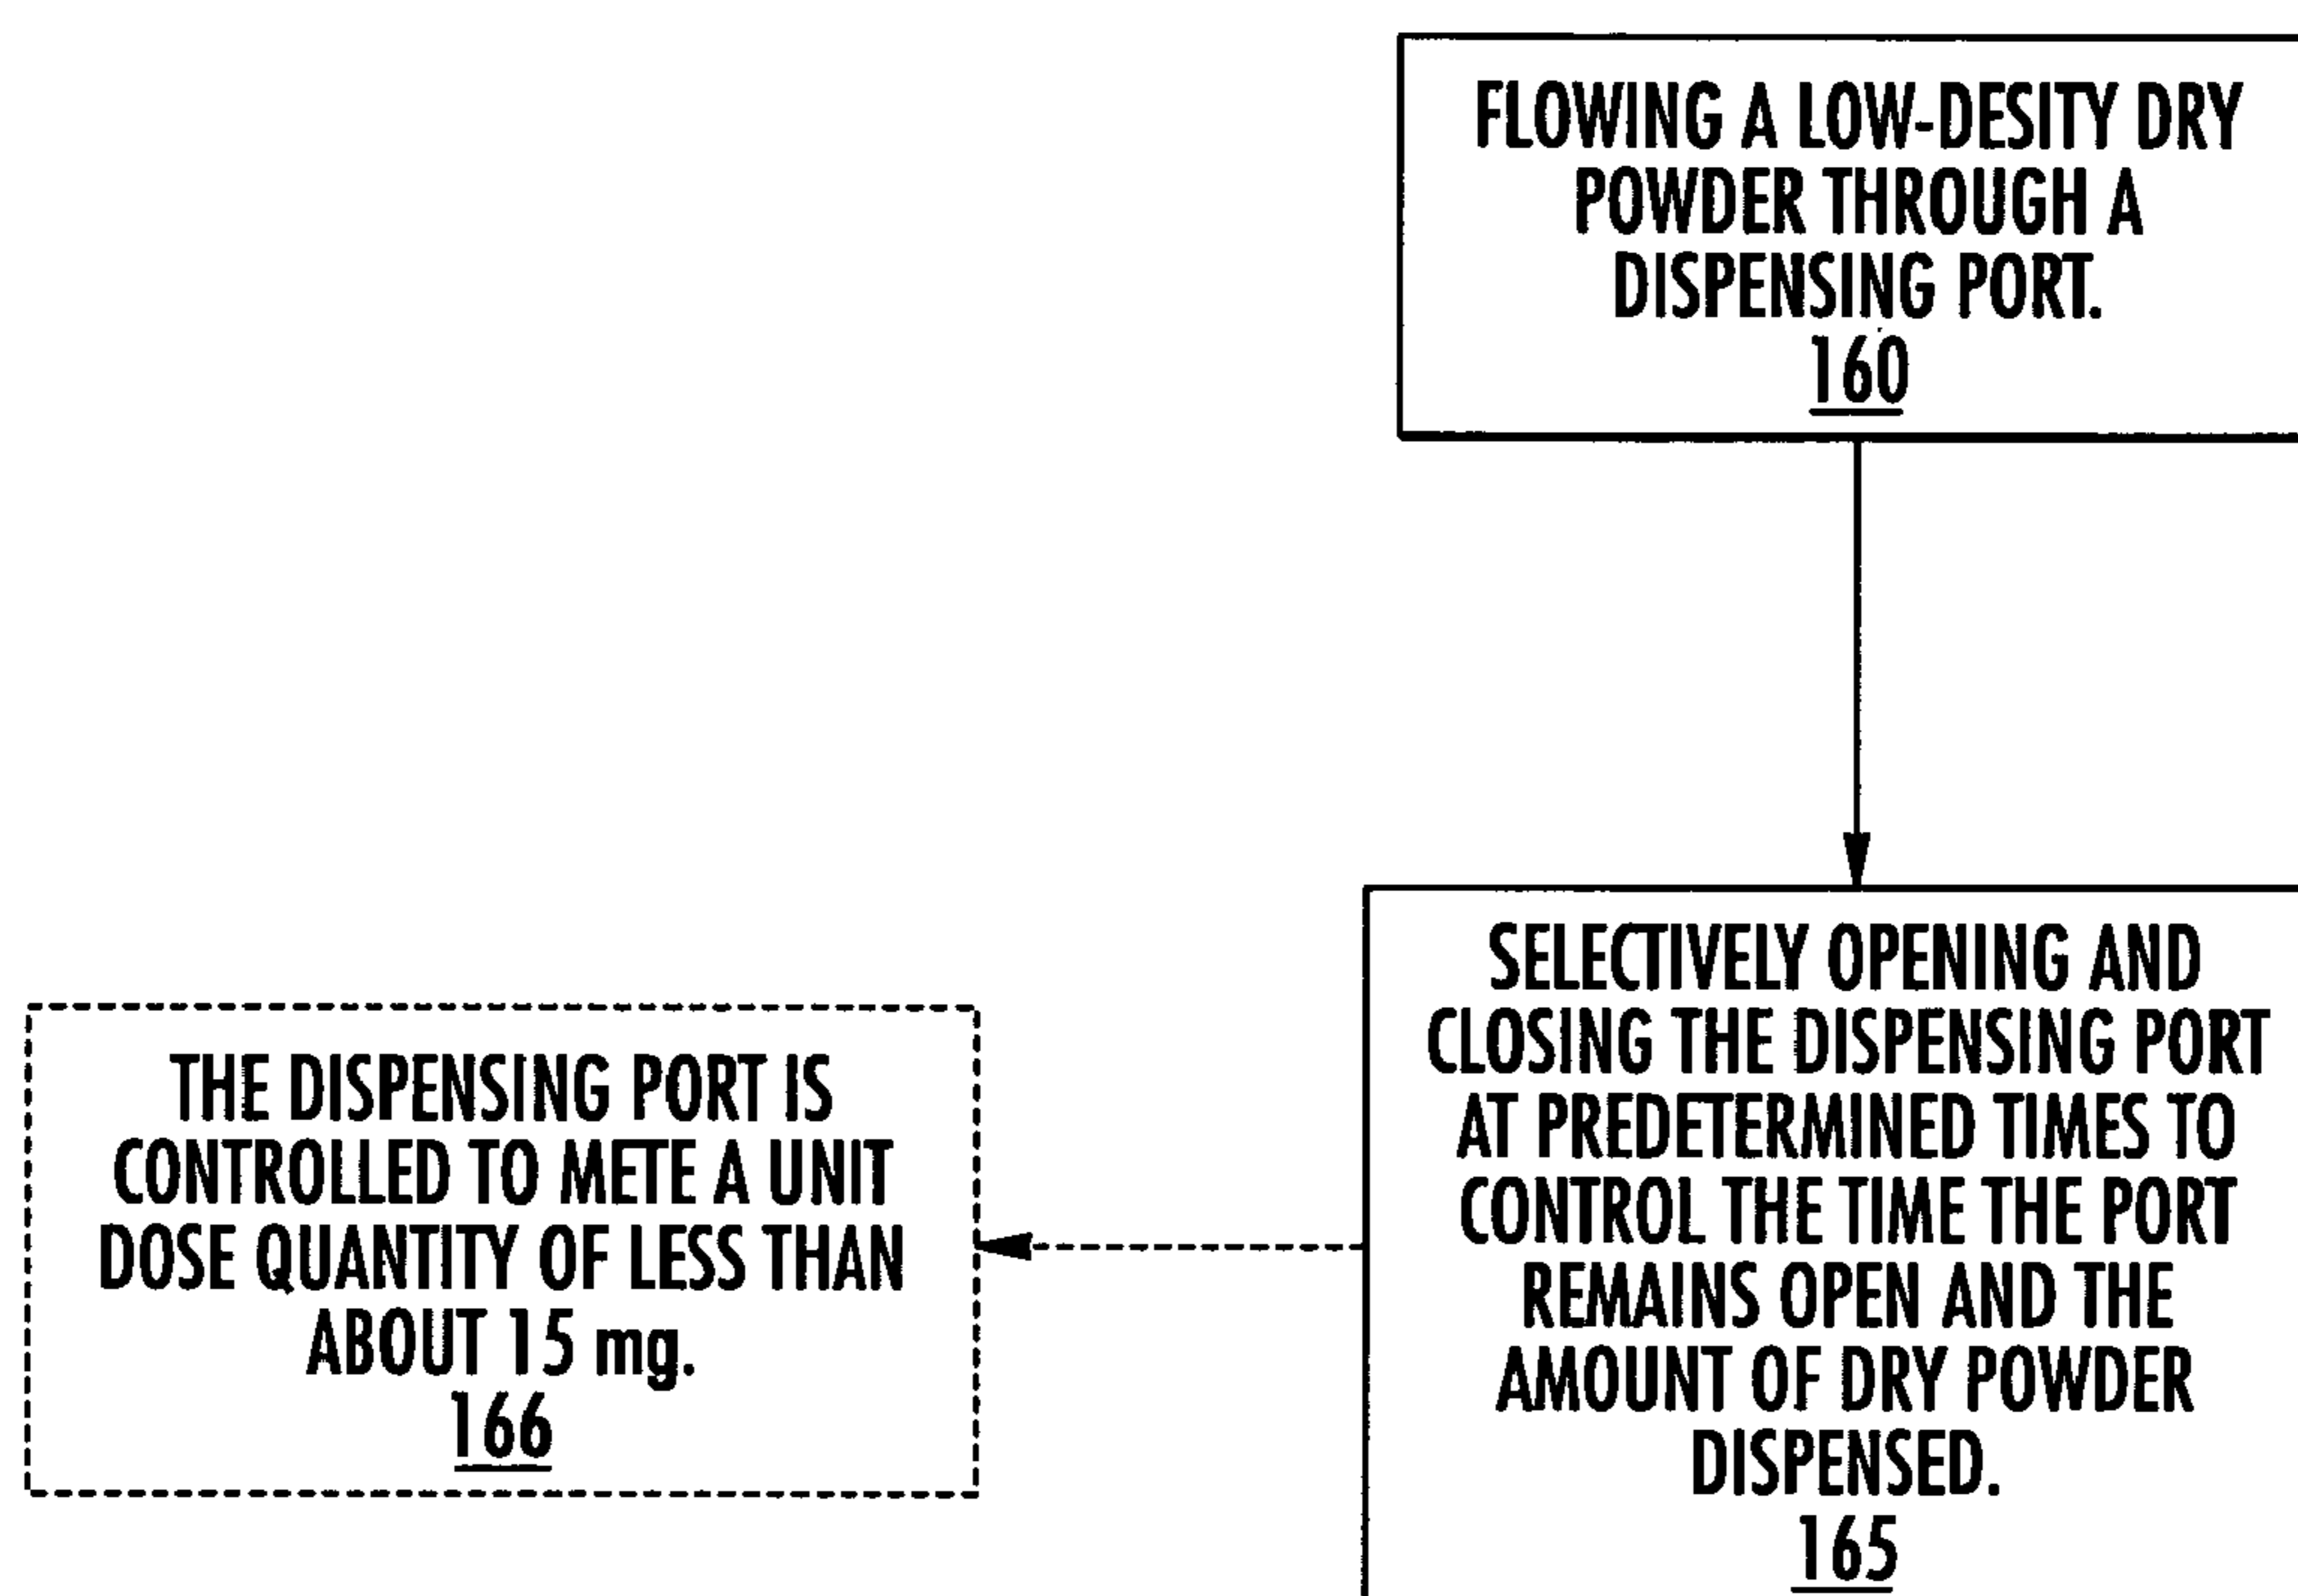 FLOWING A LOW-DESITY DRY
POWDER THROUGH A
DISPENSING PORT.
160
SELECTIVELY OPENING AND
CLOSING THE DISPENSING PORT
AT PREDETERMINED TIMES TO
CONTROL THE TIME THE PORT
REMAINS OPEN AND THE
AMOUNT OF DRY POWDER
DISPENSED.
165
THE DISPENSING PORT IS
CONTROLLED TO METE A UNIT
DOSE QUANTITY OF LESS THAN
ABOUT 15 mg.
166